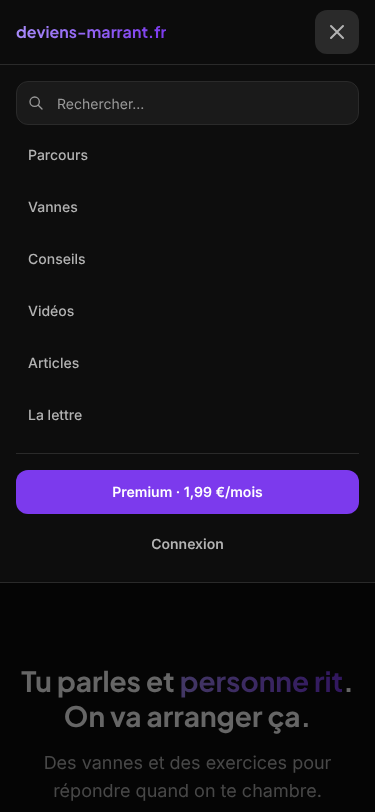 deviens-marrant.fr
Rechercher...
Parcours
Vannes
Conseils
Vidéos
Articles
La lettre
Premium · 1,99 €/mois
Connexion
Tu parles et personne rit.
On va arranger ça.
Des vannes et des exercices pour
répondre quand on te chambre.